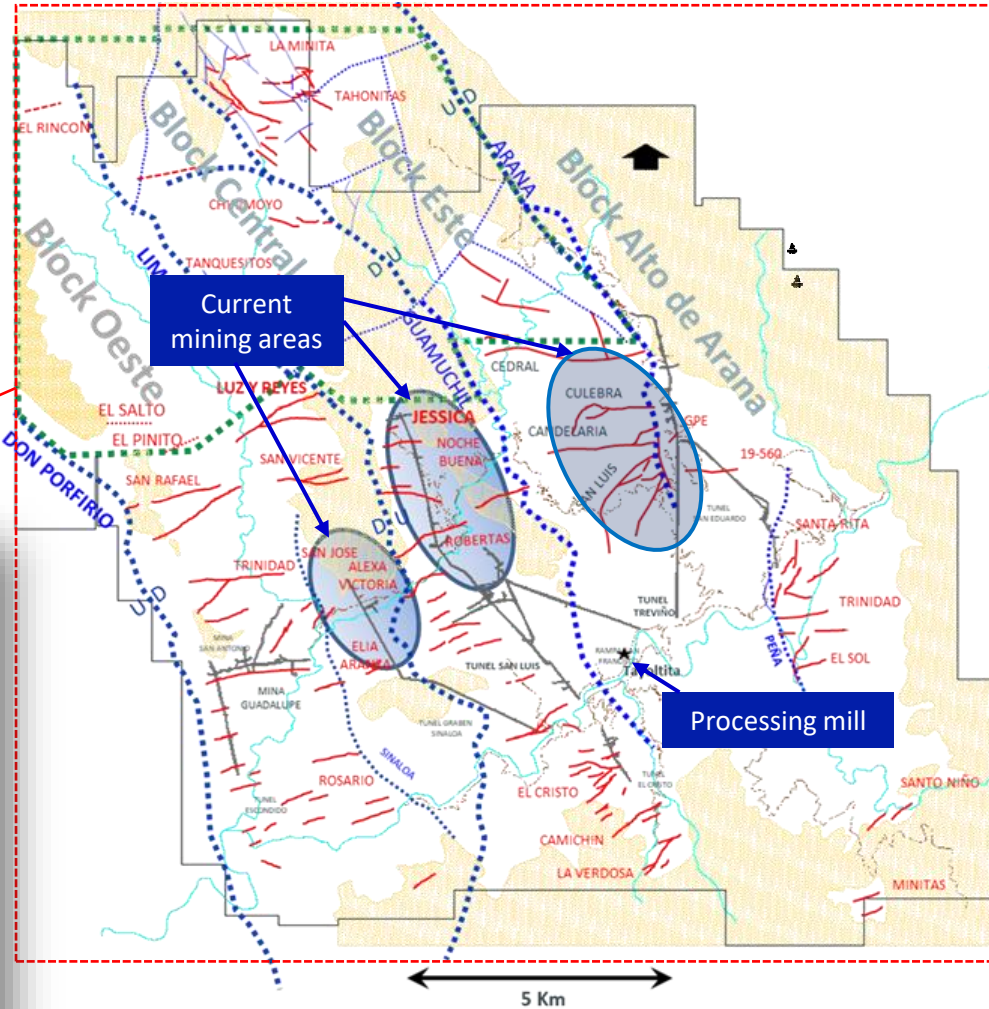 LA MINITA
TAHONITAS
EL RINCON
Block Central
Block Este
ARANA
Block Alto de Arana
Block Oeste
TANQUESITOS
Current
mining areas
GUAMUCHIL
CEDRAL
CULEBRA
LUZ Y REYES
EL SALTO
EL PINITO
JESSICA
NOCHE
BUENA
CANDELARIA
GPE
19-560
DON PORFIRIO
SAN RAFAEL
SAN VICENTE
SAN LUIS
TUNEL
SAN EDUARDO
SANTA RITA
SAN JOSE
ALEXA
VICTORIA
ROBERTAS
TRINIDAD
TUNEL
TREVIÑO
TRINIDAD
MINA
SAN ANTONIO
ELIA
TUNEL SAN LUIS
PEÑA
EL SOL
MINA
GUADALUPE
Processing mill
TUNEL GRABEN
SINALOA
SINALOA
ROSARIO
TUNEL
ESCONDIDO
EL CRISTO
TUNEL
EL CRISTO
SANTO NIÑO
CAMICHIN
LA VERDOSA
MINITAS
5 Km
D
U
D
U
D
U
D
U